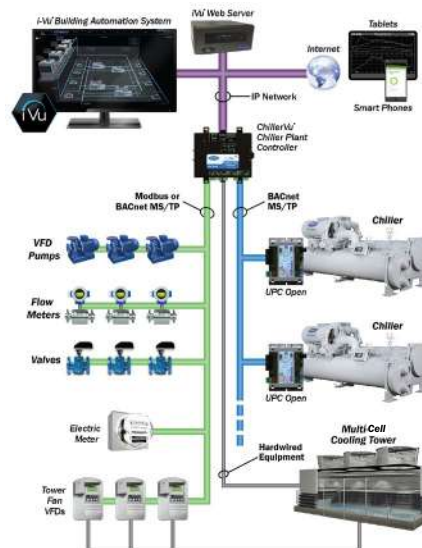 i-Vu® Building Automation System
i-Vu® Web Server
Internet
Tablets
Smart Phones
iVu
IP Network
ChillerVu™
Chiller Plant
Controller
Modbus or
BACnet MS/TP
BACnet
MS/TP
VFD
Pumps
Chiller
UPC Open
Flow
Meters
Valves
Chiller
UPC Open
Electric
Meter
Multi-Cell
Cooling Tower
Hardwired
Equipment
Tower
Fan
VFDs